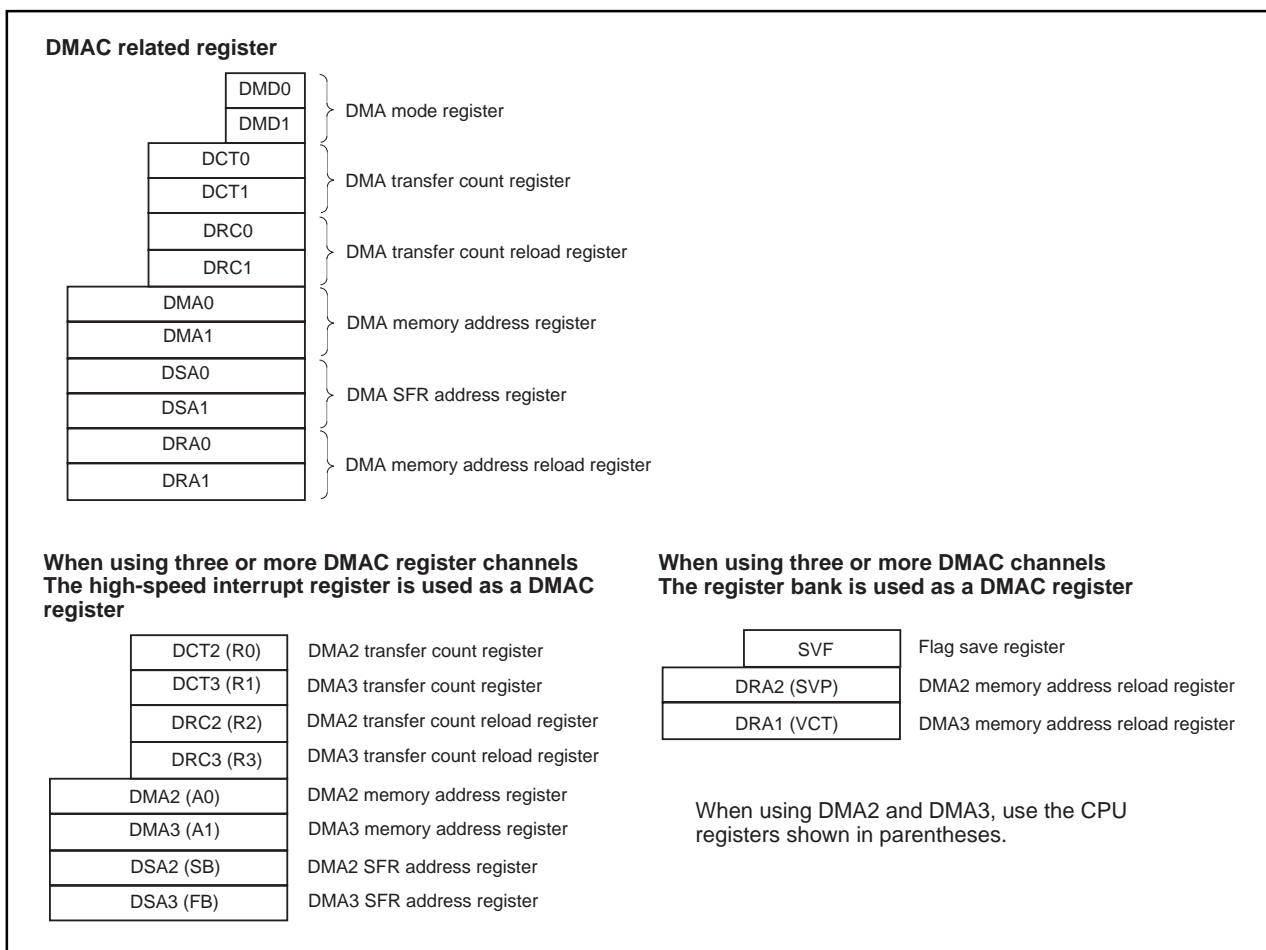 DMAC related register
DMD0
DMD1
DMA mode register
DCT0
DCT1
DMA transfer count register
DRC0
DRC1
DMA transfer count reload register
DMA0
DMA1
DMA memory address register
DSA0
DSA1
DMA SFR address register
DRA0
DRA1
DMA memory address reload register
When using three or more DMAC register channels
The high-speed interrupt register is used as a DMAC
register
DCT2 (R0) DMA2 transfer count register
DCT3 (R1) DMA3 transfer count register
DRC2 (R2) DMA2 transfer count reload register
DRC3 (R3) DMA3 transfer count reload register
DMA2 (A0) DMA2 memory address register
DMA3 (A1) DMA3 memory address register
DSA2 (SB) DMA2 SFR address register
DSA3 (FB) DMA3 SFR address register
When using three or more DMAC channels
The register bank is used as a DMAC register
SVF Flag save register
DRA2 (SVP) DMA2 memory address reload register
DRA1 (VCT) DMA3 memory address reload register
When using DMA2 and DMA3, use the CPU
registers shown in parentheses.